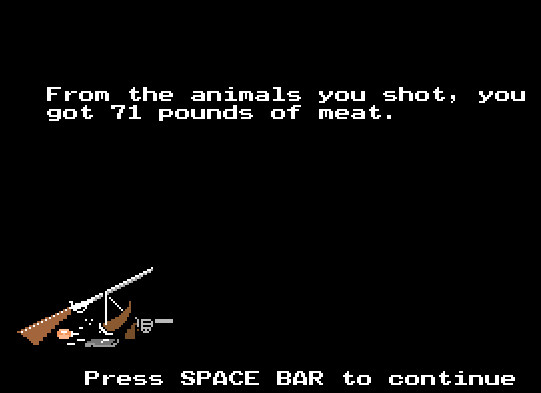 From the animals you shot, you
got 71 pounds of meat.
Press SPACE BAR to continue